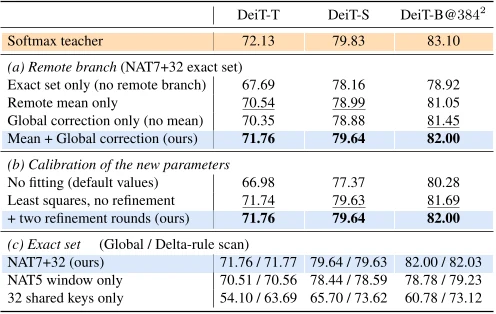 DeiT-T DeiT-S DeiT-B@384²
Softmax teacher 72.13 79.83 83.10
(a) Remote branch (NAT7+32 exact set)
Exact set only (no remote branch) 67.69 78.16 78.92
Remote mean only 70.54 78.99 81.05
Global correction only (no mean) 70.35 78.88 81.45
Mean + Global correction (ours) 71.76 79.64 82.00
(b) Calibration of the new parameters
No fitting (default values) 66.98 77.37 80.28
Least squares, no refinement 71.74 79.63 81.69
+ two refinement rounds (ours) 71.76 79.64 82.00
(c) Exact set (Global / Delta-rule scan)
NAT7+32 (ours) 71.76 / 71.77 79.64 / 79.63 82.00 / 82.03
NAT5 window only 70.51 / 70.56 78.44 / 78.59 78.78 / 79.23
32 shared keys only 54.10 / 63.69 65.70 / 73.62 60.78 / 73.12